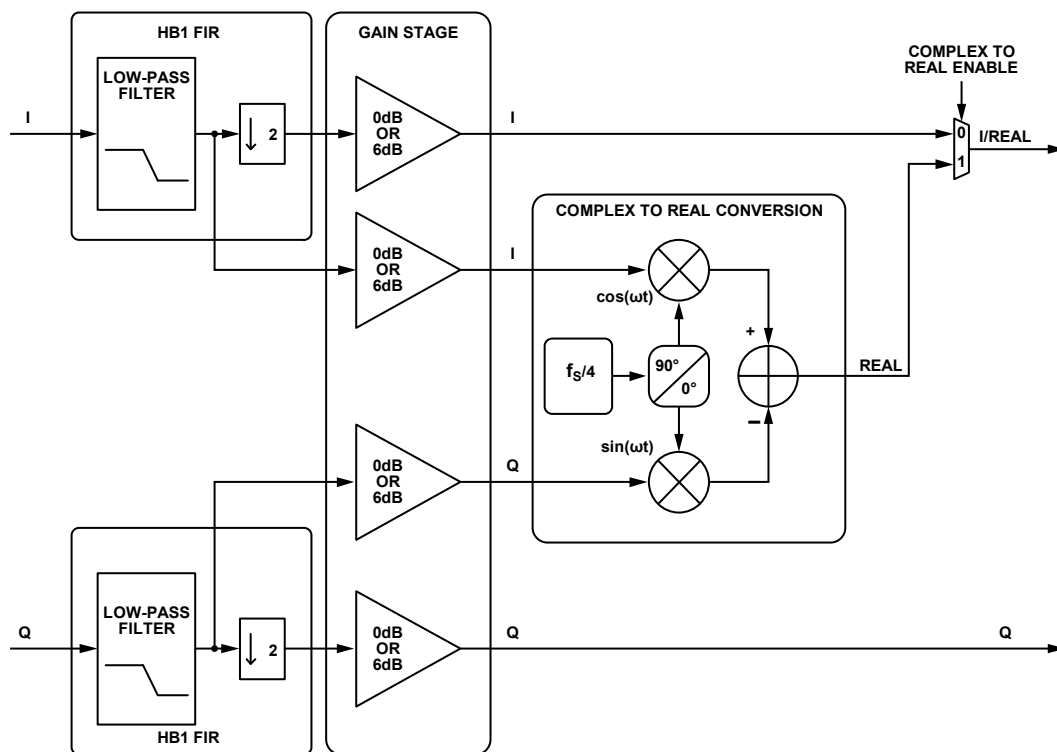 HB1 FIR
GAIN STAGE
LOW-PASS
FILTER
COMPLEX TO
REAL ENABLE
I
2
0dB
OR
6dB
I
0
1
I/REAL
COMPLEX TO REAL CONVERSION
0dB
OR
6dB
I
cos(ωt)
+
fS/4
90°
0°
REAL
–
sin(ωt)
0dB
OR
6dB
Q
LOW-PASS
FILTER
Q
2
0dB
OR
6dB
Q
Q
HB1 FIR